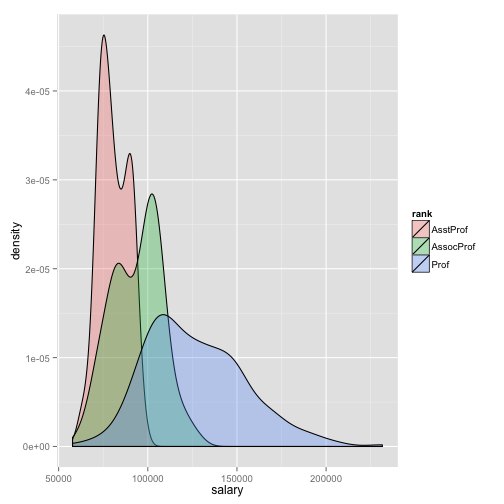 4e-05
3e-05
2e-05
1e-05
0e+00
density
50000
100000
150000
200000
salary
rank
AsstProf
AssocProf
Prof